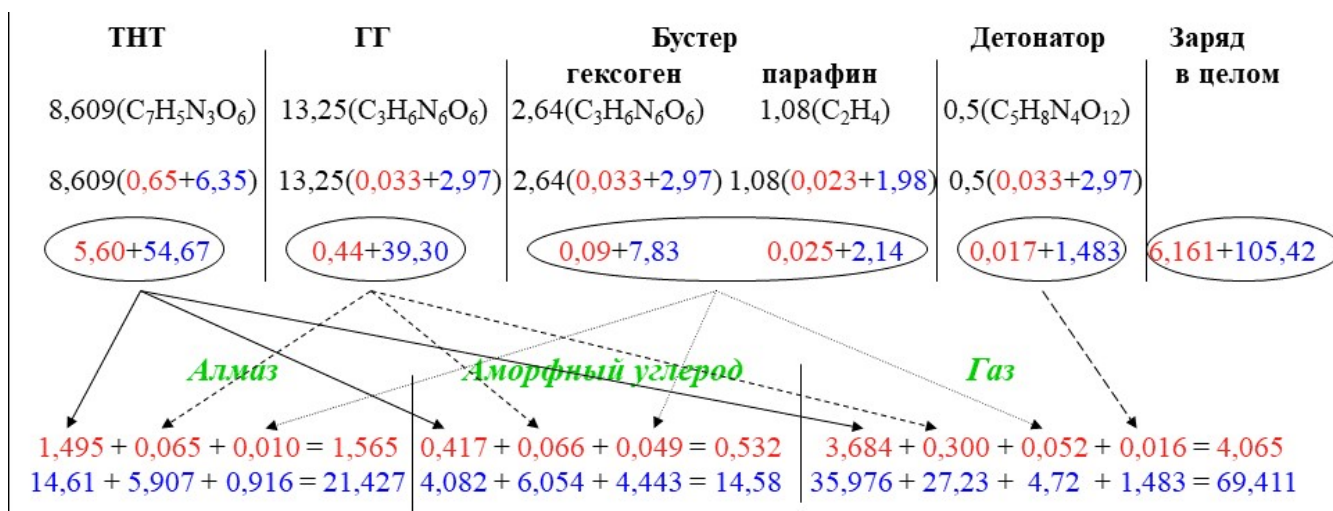 ТНТ ГГ Бустер Детонатор Заряд
гексоген парафин в целом
8,609(C₇H₅N₃O₆) 13,25(C₃H₆N₆O₆) 2,64(C₃H₆N₆O₆) 1,08(C₂H₄) 0,5(C₅H₈N₄O₁₂)
8,609(0,65+6,35) 13,25(0,033+2,97) 2,64(0,033+2,97) 1,08(0,023+1,98) 0,5(0,033+2,97)
5,60+54,67 0,44+39,30 0,09+7,83 0,025+2,14 0,017+1,483 6,161+105,42
Алмаз Аморфный углерод Газ
1,495 + 0,065 + 0,010 = 1,565 0,417 + 0,066 + 0,049 = 0,532 3,684 + 0,300 + 0,052 + 0,016 = 4,065
14,61 + 5,907 + 0,916 = 21,427 4,082 + 6,054 + 4,443 = 14,58 35,976 + 27,23 + 4,72 + 1,483 = 69,411